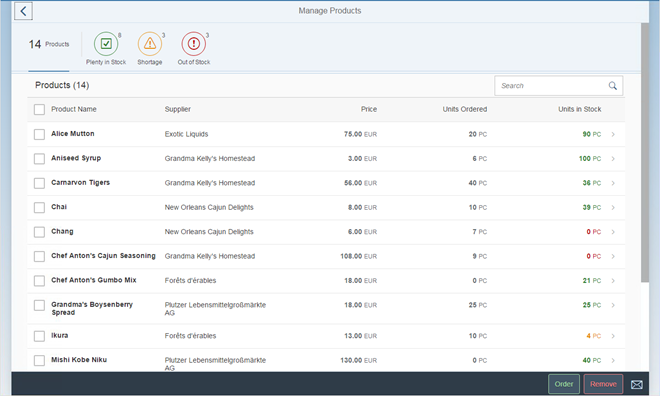 Manage Products
14 Products
8
3
3
Plenty in Stock
Shortage
Out of Stock
Products (14)
Search
Product Name Supplier Price Units Ordered Units in Stock
Alice Mutton Exotic Liquids 75.00 EUR 20 PC 90 PC
Aniseed Syrup Grandma Kelly's Homestead 3.00 EUR 6 PC 100 PC
Carnarvon Tigers Grandma Kelly's Homestead 56.00 EUR 40 PC 36 PC
Chai New Orleans Cajun Delights 8.00 EUR 10 PC 39 PC
Chang New Orleans Cajun Delights 6.00 EUR 7 PC 0 PC
Chef Anton's Cajun Seasoning Grandma Kelly's Homestead 108.00 EUR 9 PC 0 PC
Chef Anton's Gumbo Mix Forêts d'érables 18.00 EUR 0 PC 21 PC
Grandma's Boysenberry Plutzer Lebensmittelgroßmärkte 18.00 EUR 25 PC 25 PC
Spread AG
Ikura Forêts d'érables 13.00 EUR 10 PC 4 PC
Mishi Kobe Niku Plutzer Lebensmittelgroßmärkte 130.00 EUR 0 PC 40 PC
AG
Order Remove